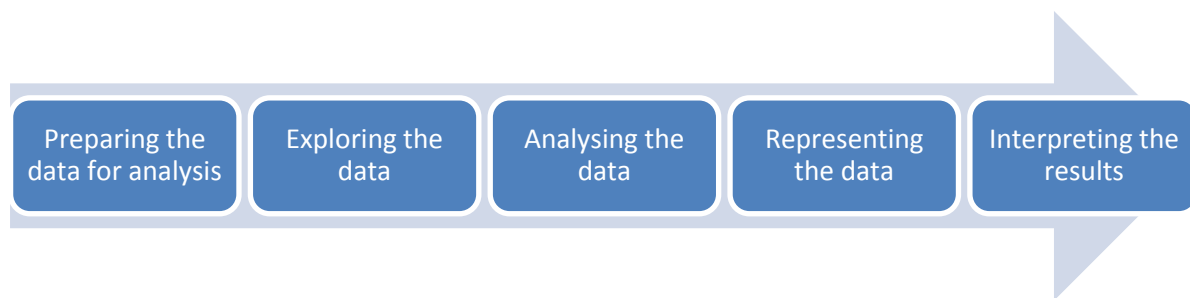 Preparing the
data for analysis
Exploring the
data
Analysing the
data
Representing
the data
Interpreting the
results